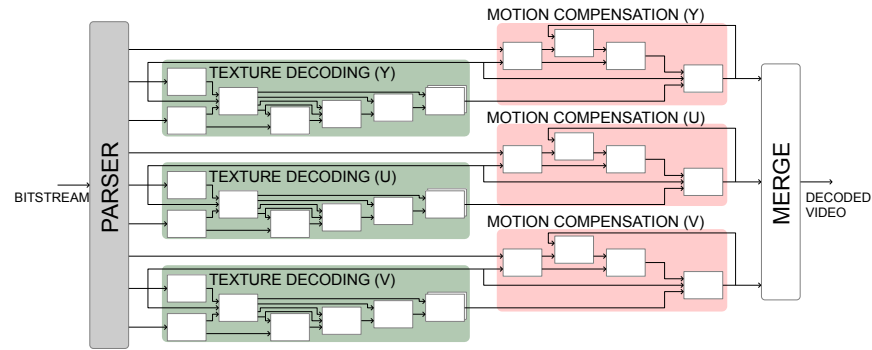 BITSTREAM
PARSER
MOTION COMPENSATION (Y)
TEXTURE DECODING (Y)
MOTION COMPENSATION (U)
TEXTURE DECODING (U)
MOTION COMPENSATION (V)
TEXTURE DECODING (V)
MERGE
DECODED
VIDEO